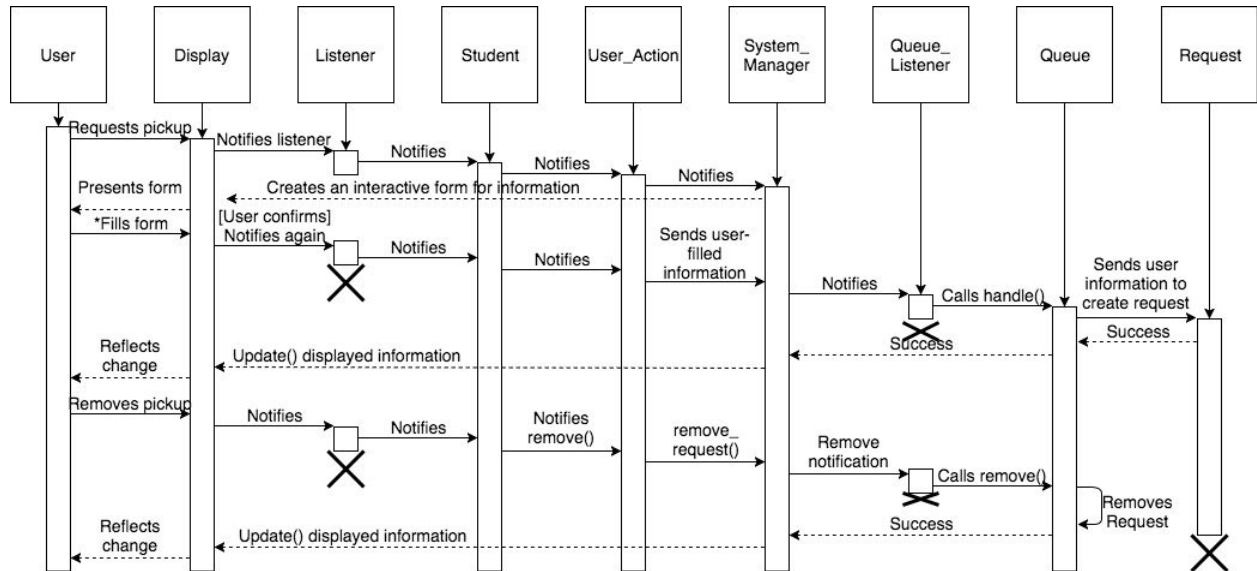 User
Display
Listener
Student
User_Action
System_
Manager
Queue_
Listener
Queue
Request
Requests pickup
Notifies listener
Notifies
Notifies
Notifies
Creates an interactive form for information
Presents form
*Fills form
[User confirms]
Notifies again
Notifies
Notifies
Sends user-
filled
information
Notifies
Calls handle()
Sends user
information to
create request
Success
Success
Update() displayed information
Reflects
change
Removes pickup
Notifies
Notifies
Notifies
remove()
remove_
request()
Remove
notification
Calls remove()
Removes
Request
Success
Update() displayed information
Reflects
change